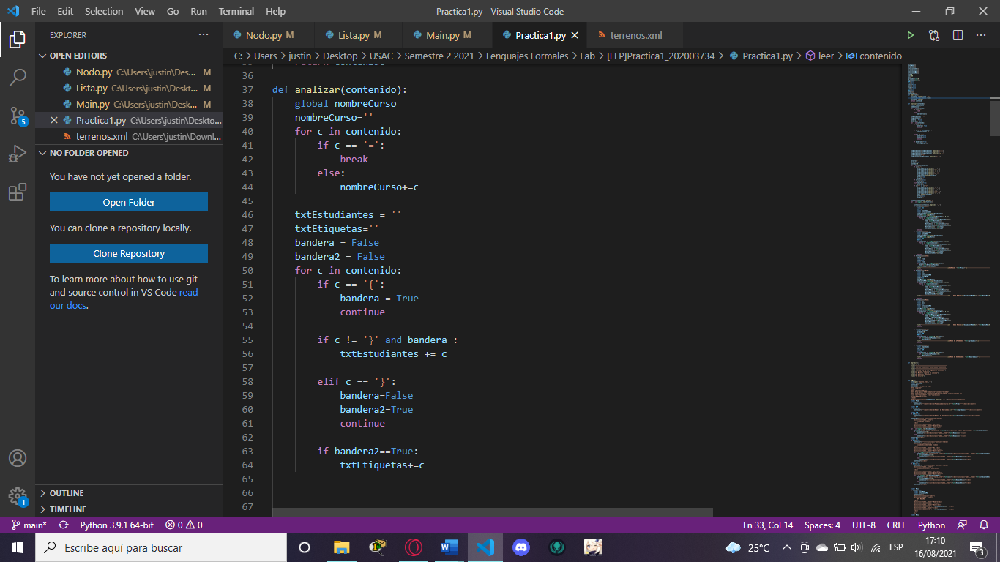 File Edit Selection View Go Run Terminal Help
Practica1.py - Visual Studio Code
EXPLORER
Nodo.py M
Lista.py M
Main.py M
Practica1.py
terrenos.xml
C: > Users > justin > Desktop > USAC > Semestre 2 2021 > Lenguajes Formales > Lab > [LFP]Practica1_202003734 > Practica1.py > leer > contenido
OPEN EDITORS
Nodo.py C:\Users\justin\Des... M
Lista.py C:\Users\justin\Deskt... M
Main.py C:\Users\justin\Desk... M
Practica1.py C:\Users\justin\Deskto...
terrenos.xml C:\Users\justin\Downl...
NO FOLDER OPENED
You have not yet opened a folder.
Open Folder
You can clone a repository locally.
Clone Repository
To learn more about how to use git
and source control in VS Code read
our docs.
5
1
OUTLINE
TIMELINE
35 return contenido
36
37 def analizar(contenido):
38 global nombreCurso
39 nombreCurso=''
40 for c in contenido:
41 if c == '=':
42 break
43 else:
44 nombreCurso+=c
45
46 txtEstudiantes = ''
47 txtEtiquetas=''
48 bandera = False
49 bandera2 = False
50 for c in contenido:
51 if c == '{':
52 bandera = True
53 continue
54
55 if c != '}' and bandera :
56 txtEstudiantes += c
57
58 elif c == '}':
59 bandera=False
60 bandera2=True
61 continue
62
63 if bandera2==True:
64 txtEtiquetas+=c
65
66
67
main* Python 3.9.1 64-bit 0 0 Ln 33, Col 14 Spaces: 4 UTF-8 CRLF Python
Escribe aquí para buscar
25°C
ESP
17:10
16/08/2021
3